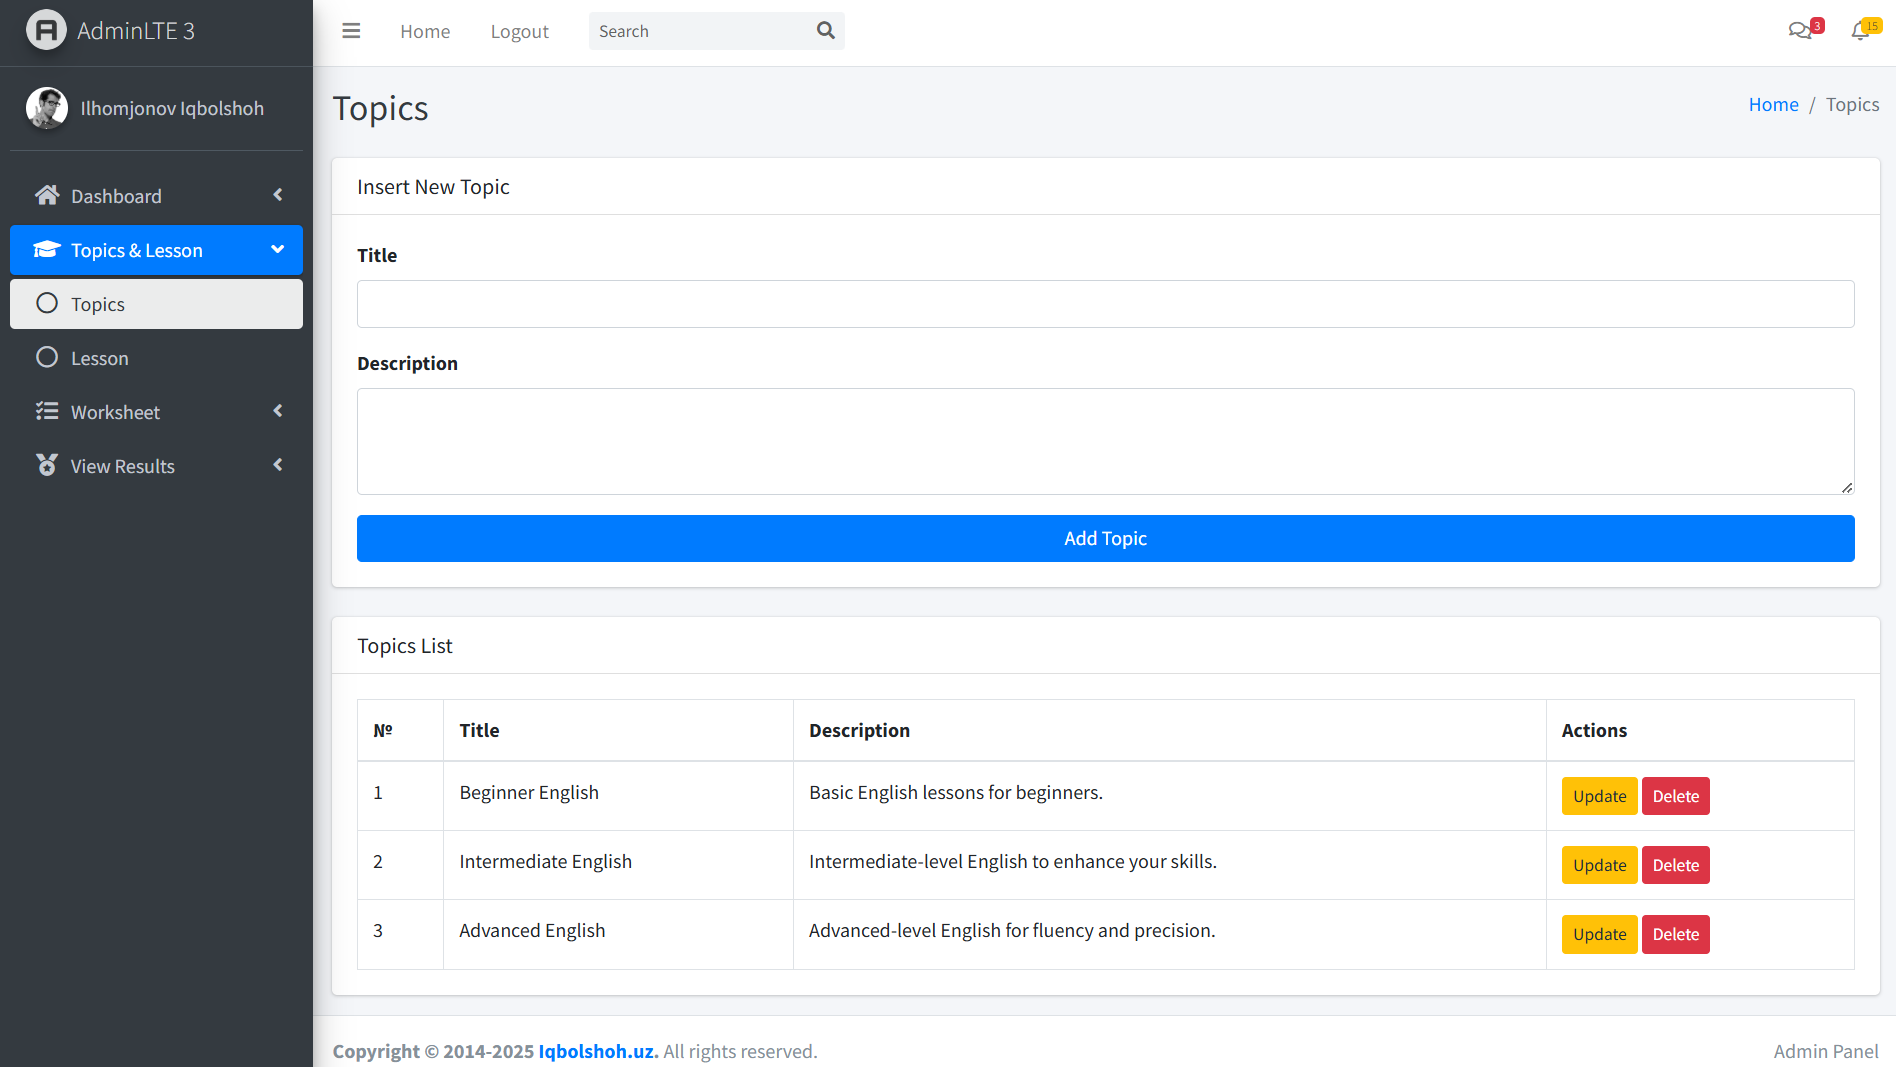 AdminLTE 3
Home
Logout
Search
3
15
Ilhomjonov Iqbolshoh
Dashboard
Topics & Lesson
Topics
Lesson
Worksheet
View Results
Topics
Home / Topics
Insert New Topic
Title
Description
Add Topic
Topics List
№ Title Description Actions
1 Beginner English Basic English lessons for beginners. Update Delete
2 Intermediate English Intermediate-level English to enhance your skills. Update Delete
3 Advanced English Advanced-level English for fluency and precision. Update Delete
Copyright © 2014-2025 Iqbolshoh.uz. All rights reserved.
Admin Panel